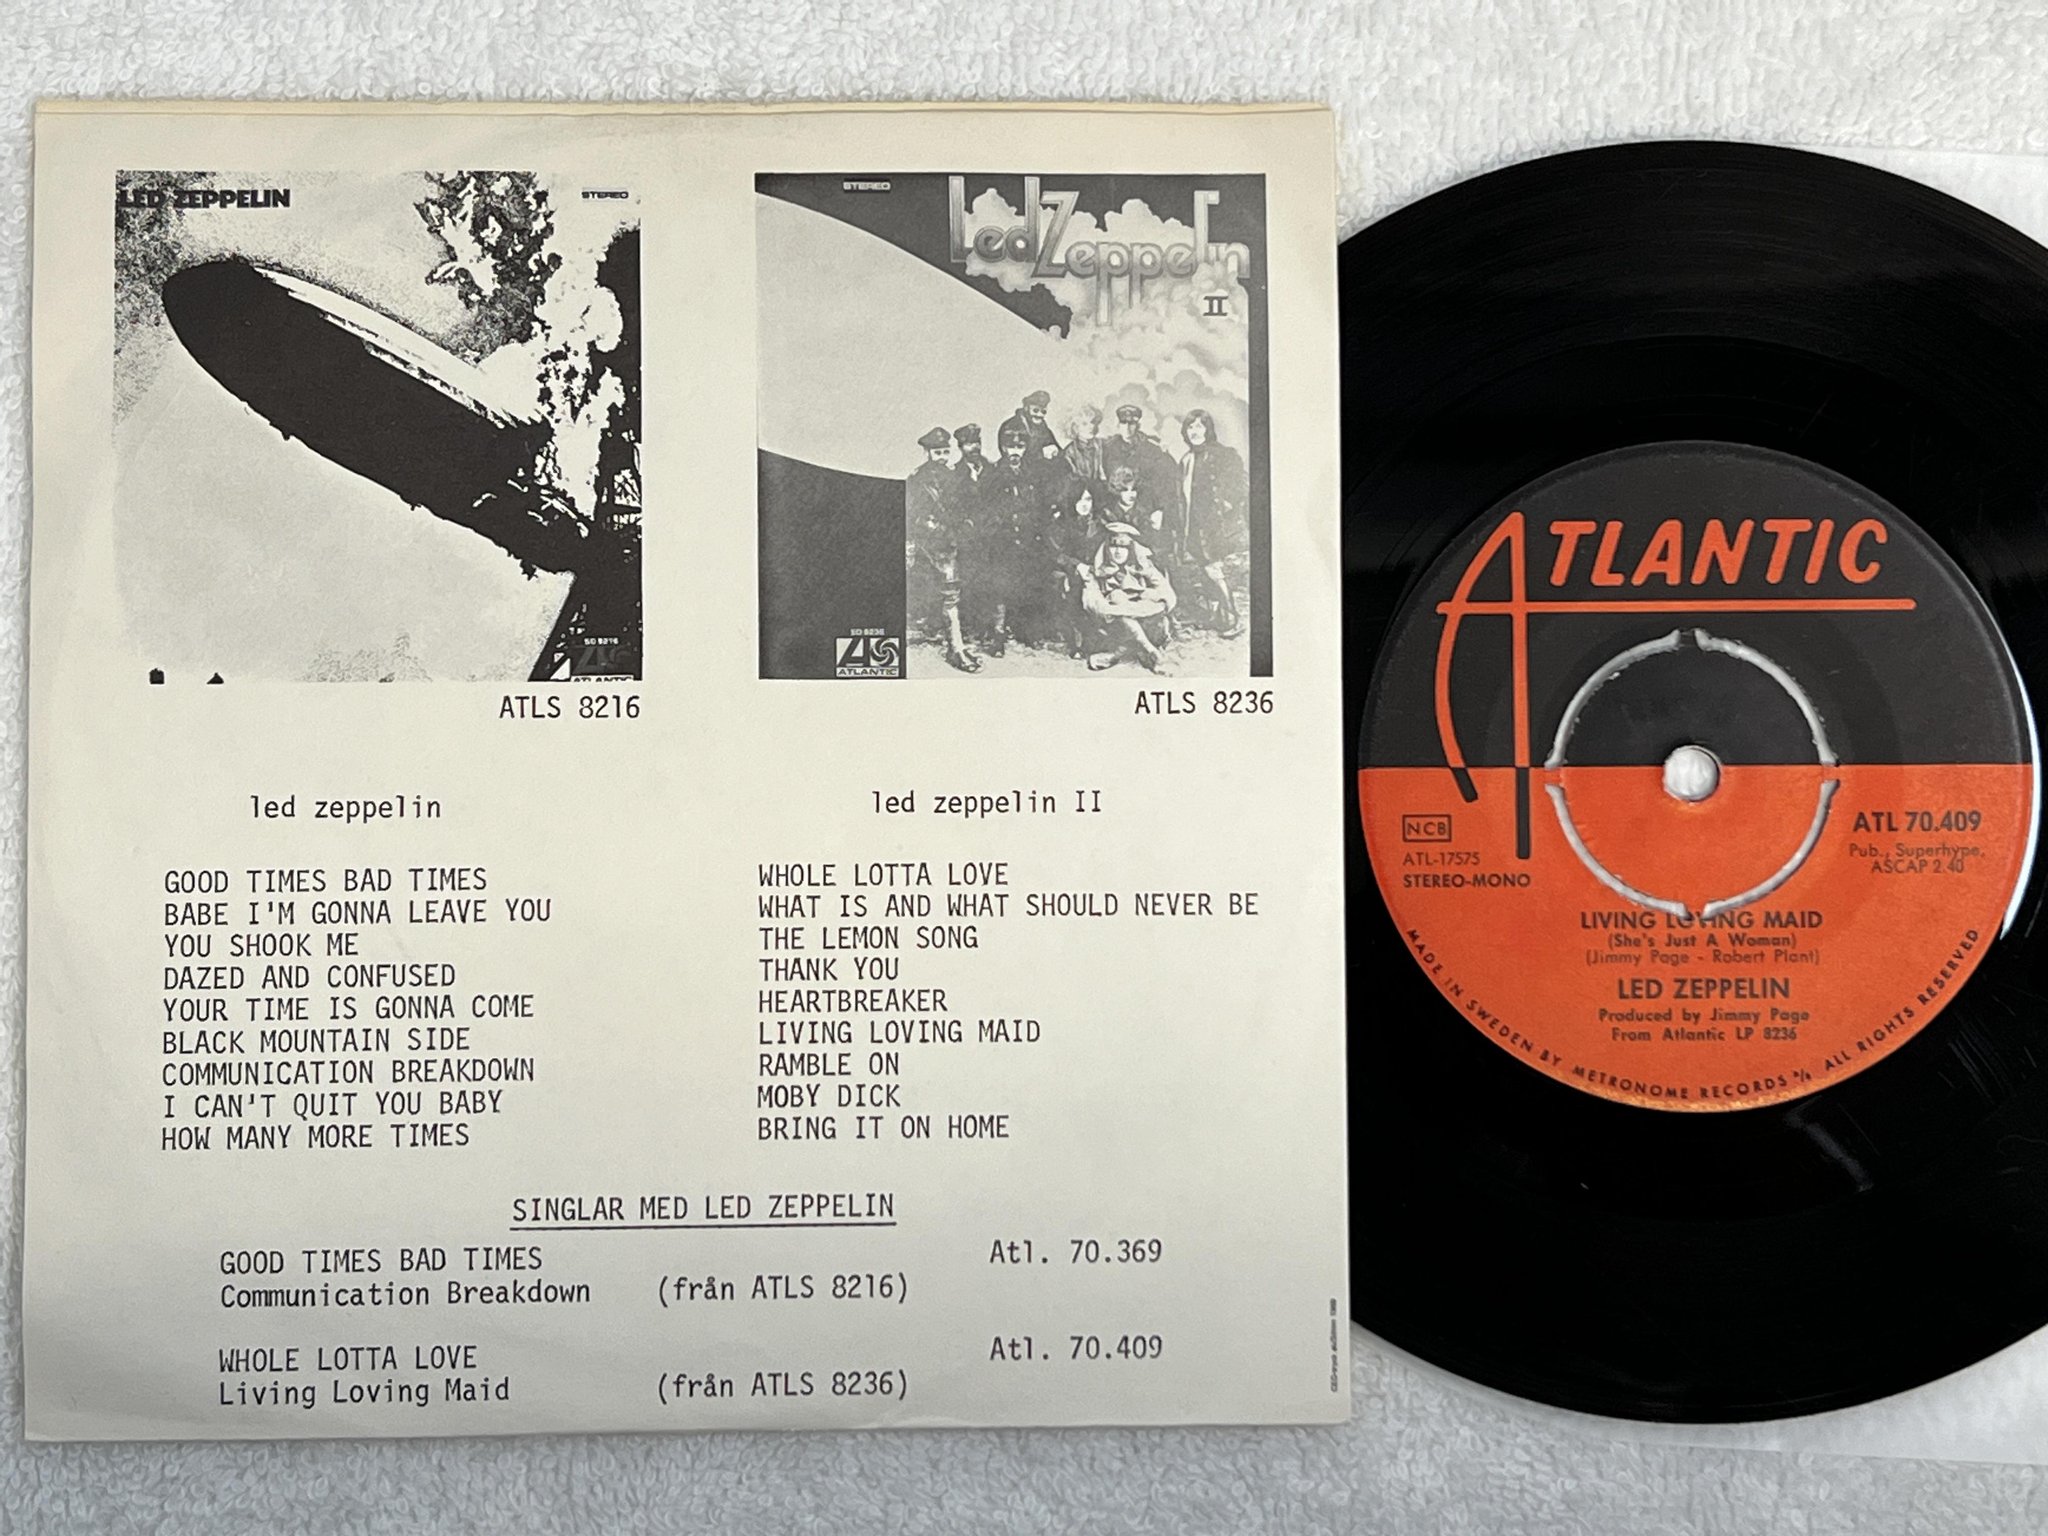 LED ZEPPELIN
STEREO
SD 8216
ATLANTIC
ATLS 8216
STEREO
Led Zeppelin
II
SD 8236
ATLANTIC
ATLS 8236
led zeppelin
GOOD TIMES BAD TIMES
BABE I'M GONNA LEAVE YOU
YOU SHOOK ME
DAZED AND CONFUSED
YOUR TIME IS GONNA COME
BLACK MOUNTAIN SIDE
COMMUNICATION BREAKDOWN
I CAN'T QUIT YOU BABY
HOW MANY MORE TIMES
led zeppelin II
WHOLE LOTTA LOVE
WHAT IS AND WHAT SHOULD NEVER BE
THE LEMON SONG
THANK YOU
HEARTBREAKER
LIVING LOVING MAID
RAMBLE ON
MOBY DICK
BRING IT ON HOME
SINGLAR MED LED ZEPPELIN
GOOD TIMES BAD TIMES Atl. 70.369
Communication Breakdown (från ATLS 8216)
WHOLE LOTTA LOVE Atl. 70.409
Living Loving Maid (från ATLS 8236)
ATLANTIC
NCB
ATL-17575
STEREO-MONO
ATL 70.409
Pub., Superhype,
ASCAP 2.40
LIVING LOVING MAID
(She's Just A Woman)
(Jimmy Page - Robert Plant)
LED ZEPPELIN
Produced by Jimmy Page
From Atlantic LP 8236
MADE IN SWEDEN BY METRONOME RECORDS A/S ALL RIGHTS RESERVED